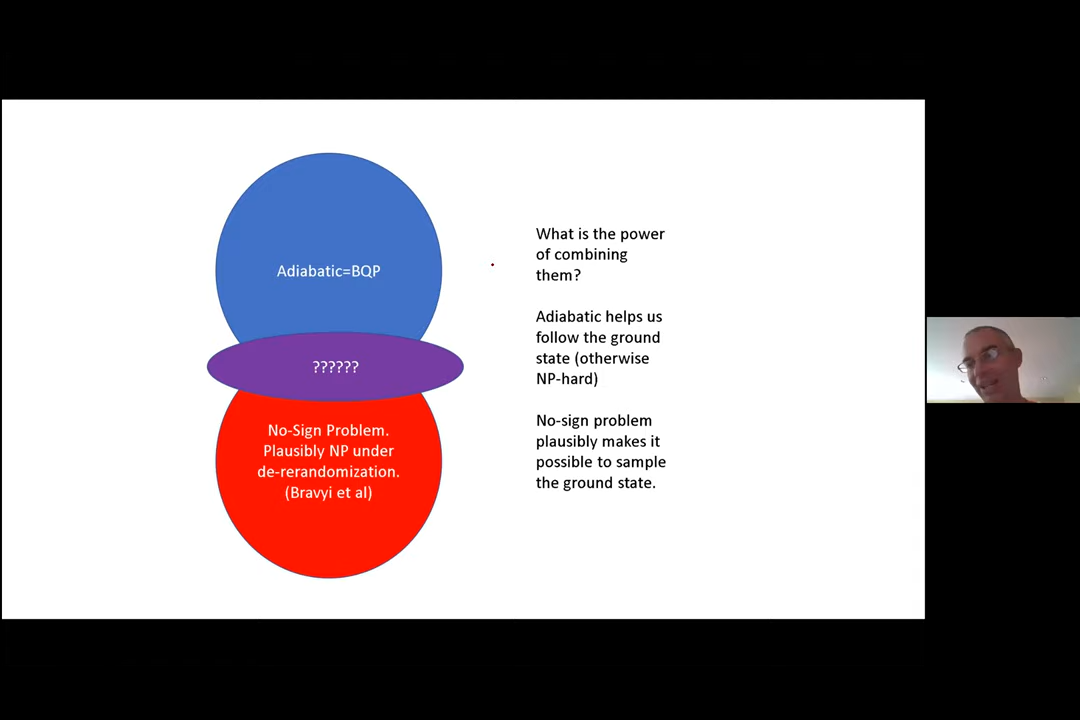 Adiabatic=BQP
??????
No-Sign Problem.
Plausibly NP under
de-rerandomization.
(Bravyi et al)
What is the power
of combining
them?
Adiabatic helps us
follow the ground
state (otherwise
NP-hard)
No-sign problem
plausibly makes it
possible to sample
the ground state.